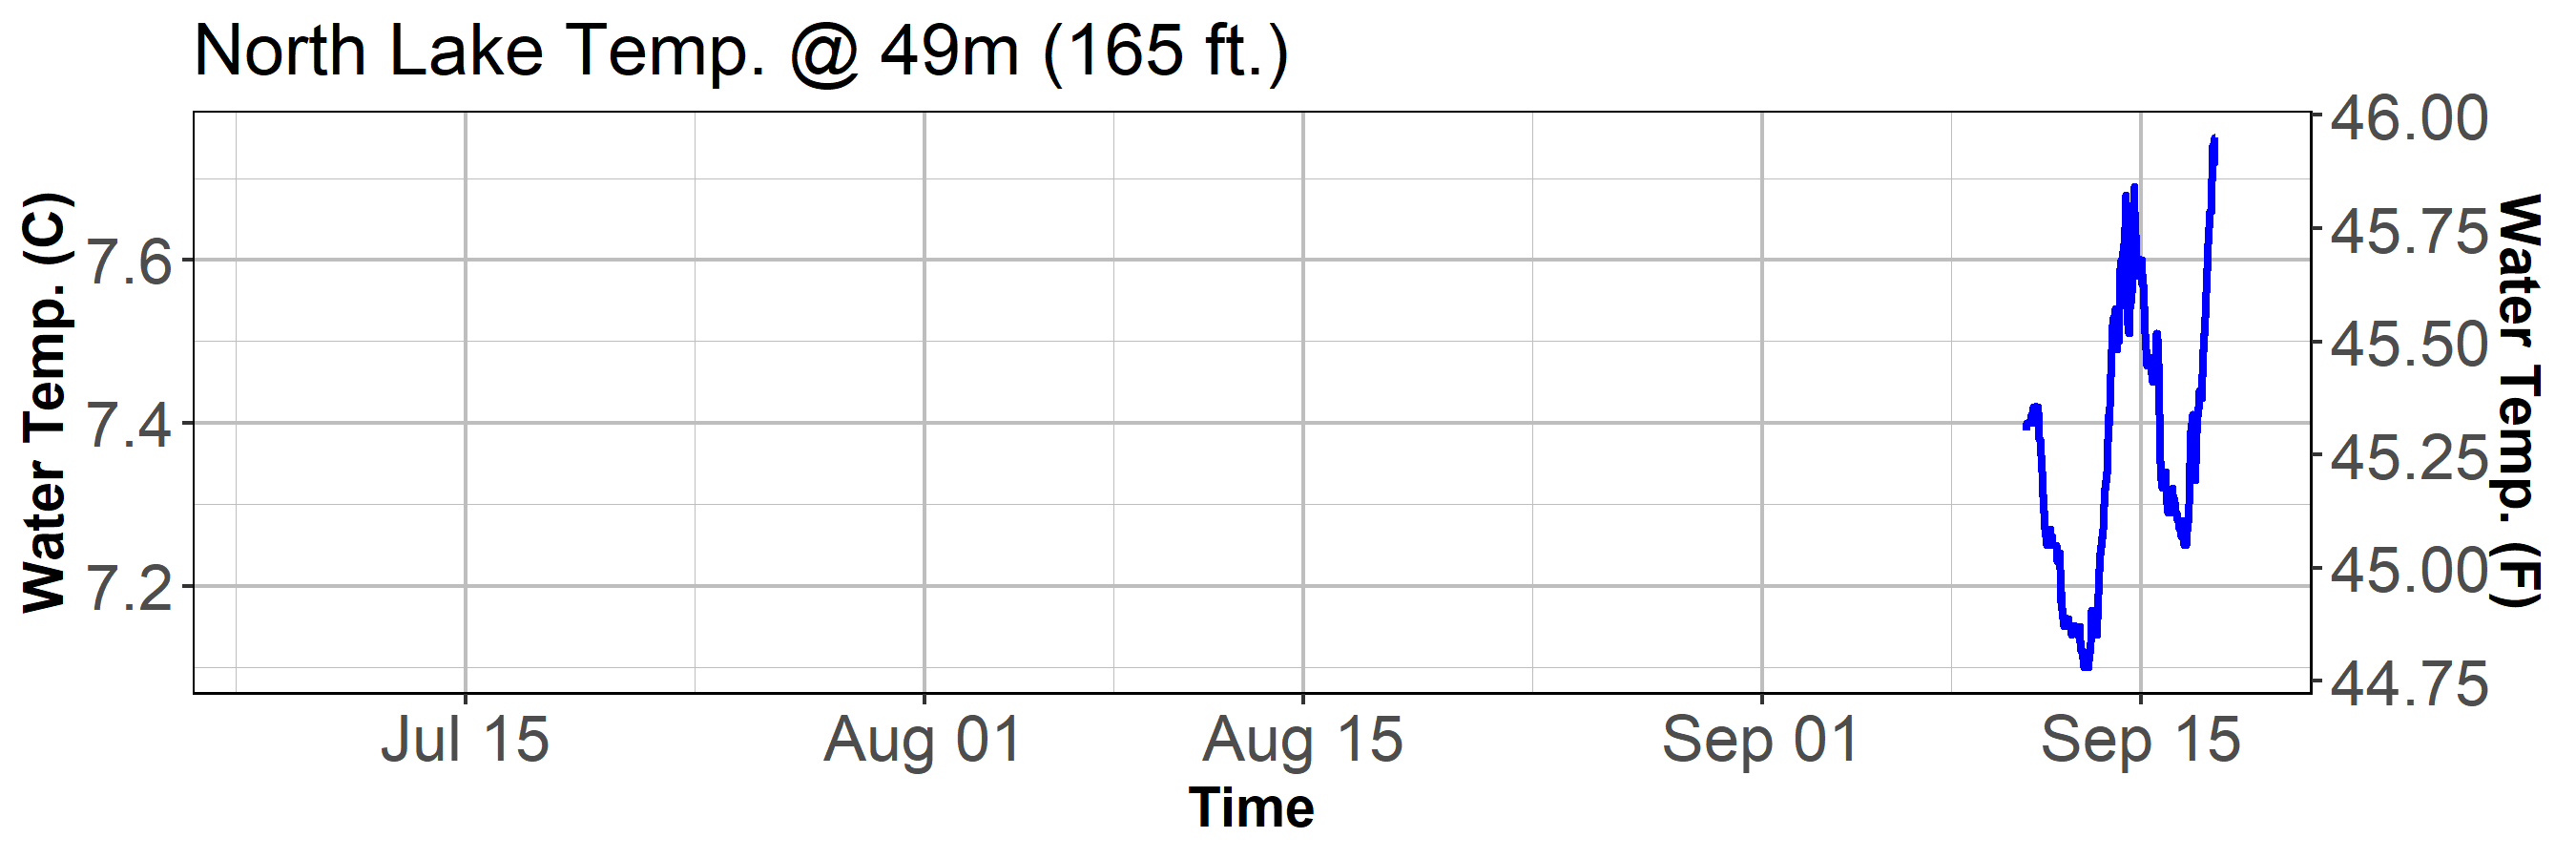 North Lake Temp. @ 49m (165 ft.)
Water Temp. (C)
7.6
7.4
7.2
46.00
45.75
45.50
45.25
45.00
44.75
Water Temp. (F)
Jul 15 Aug 01 Aug 15 Sep 01 Sep 15
Time